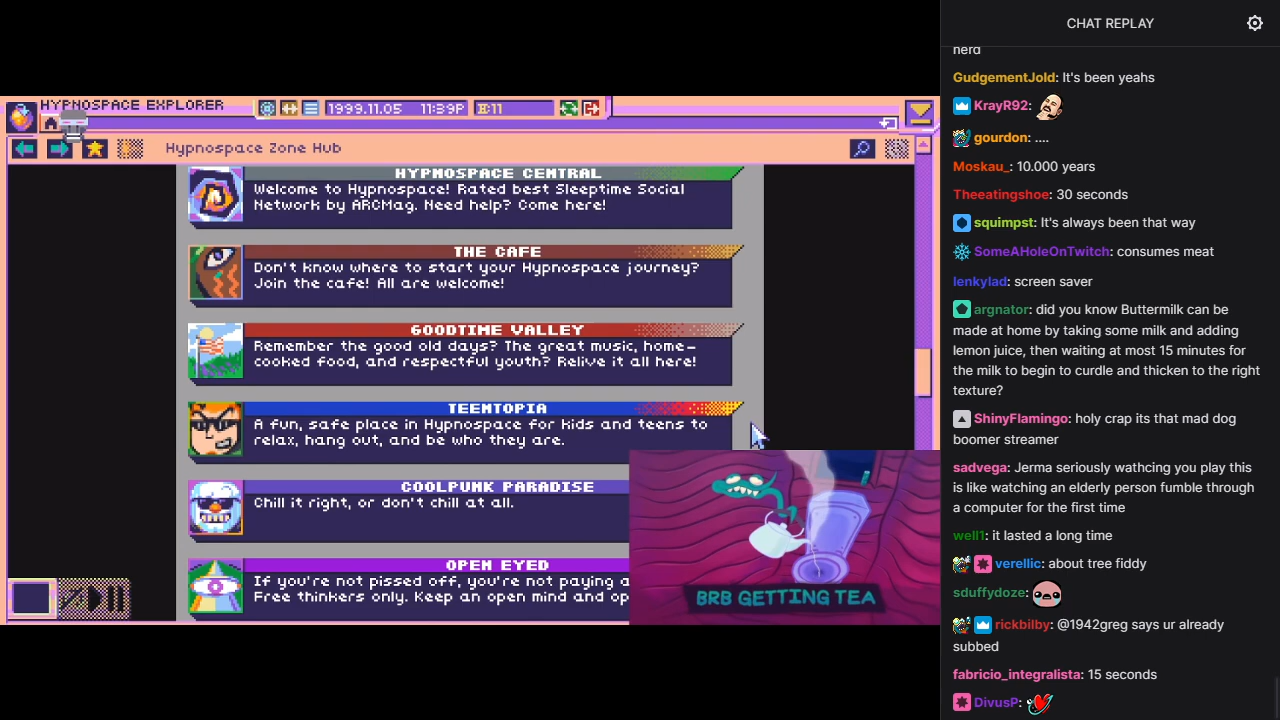 HYPNOSPACE EXPLORER
1999.11.05 11:39P
11
Hypnospace Zone Hub
HYPNOSPACE CENTRAL
Welcome to Hypnospace! Rated best Sleeptime Social
Network by ARCMag. Need help? Come here!
THE CAFE
Don't know where to start your Hypnospace journey?
Join the cafe! All are welcome!
GOODTIME VALLEY
Remember the good old days? The great music, home-
cooked food, and respectful youth? Relive it all here!
TEEMTOPIA
A fun, safe place in Hypnospace for kids and teens to
relax, hang out, and be who they are.
COOLPUNK PARADISE
Chill it right, or don't chill at all.
OPEN EYED
If you're not pissed off, you're not paying a
Free thinkers only. Keep an open mind and op
BRB GETTING TEA
CHAT REPLAY
nerd
GudgementJold: It's been yeahs
KrayR92:
gourdon: ....
Moskau_: 10.000 years
Theeatingshoe: 30 seconds
squimpst: It's always been that way
SomeAHoleOnTwitch: consumes meat
lenkylad: screen saver
argnator: did you know Buttermilk can be
made at home by taking some milk and adding
lemon juice, then waiting at most 15 minutes for
the milk to begin to curdle and thicken to the right
texture?
ShinyFlamingo: holy crap its that mad dog
boomer streamer
sadvega: Jerma seriously wathcing you play this
is like watching an elderly person fumble through
a computer for the first time
well1: it lasted a long time
verellic: about tree fiddy
sduffydoze:
rickbilby: @1942greg says ur already
subbed
fabricio_integralista: 15 seconds
DivusP: